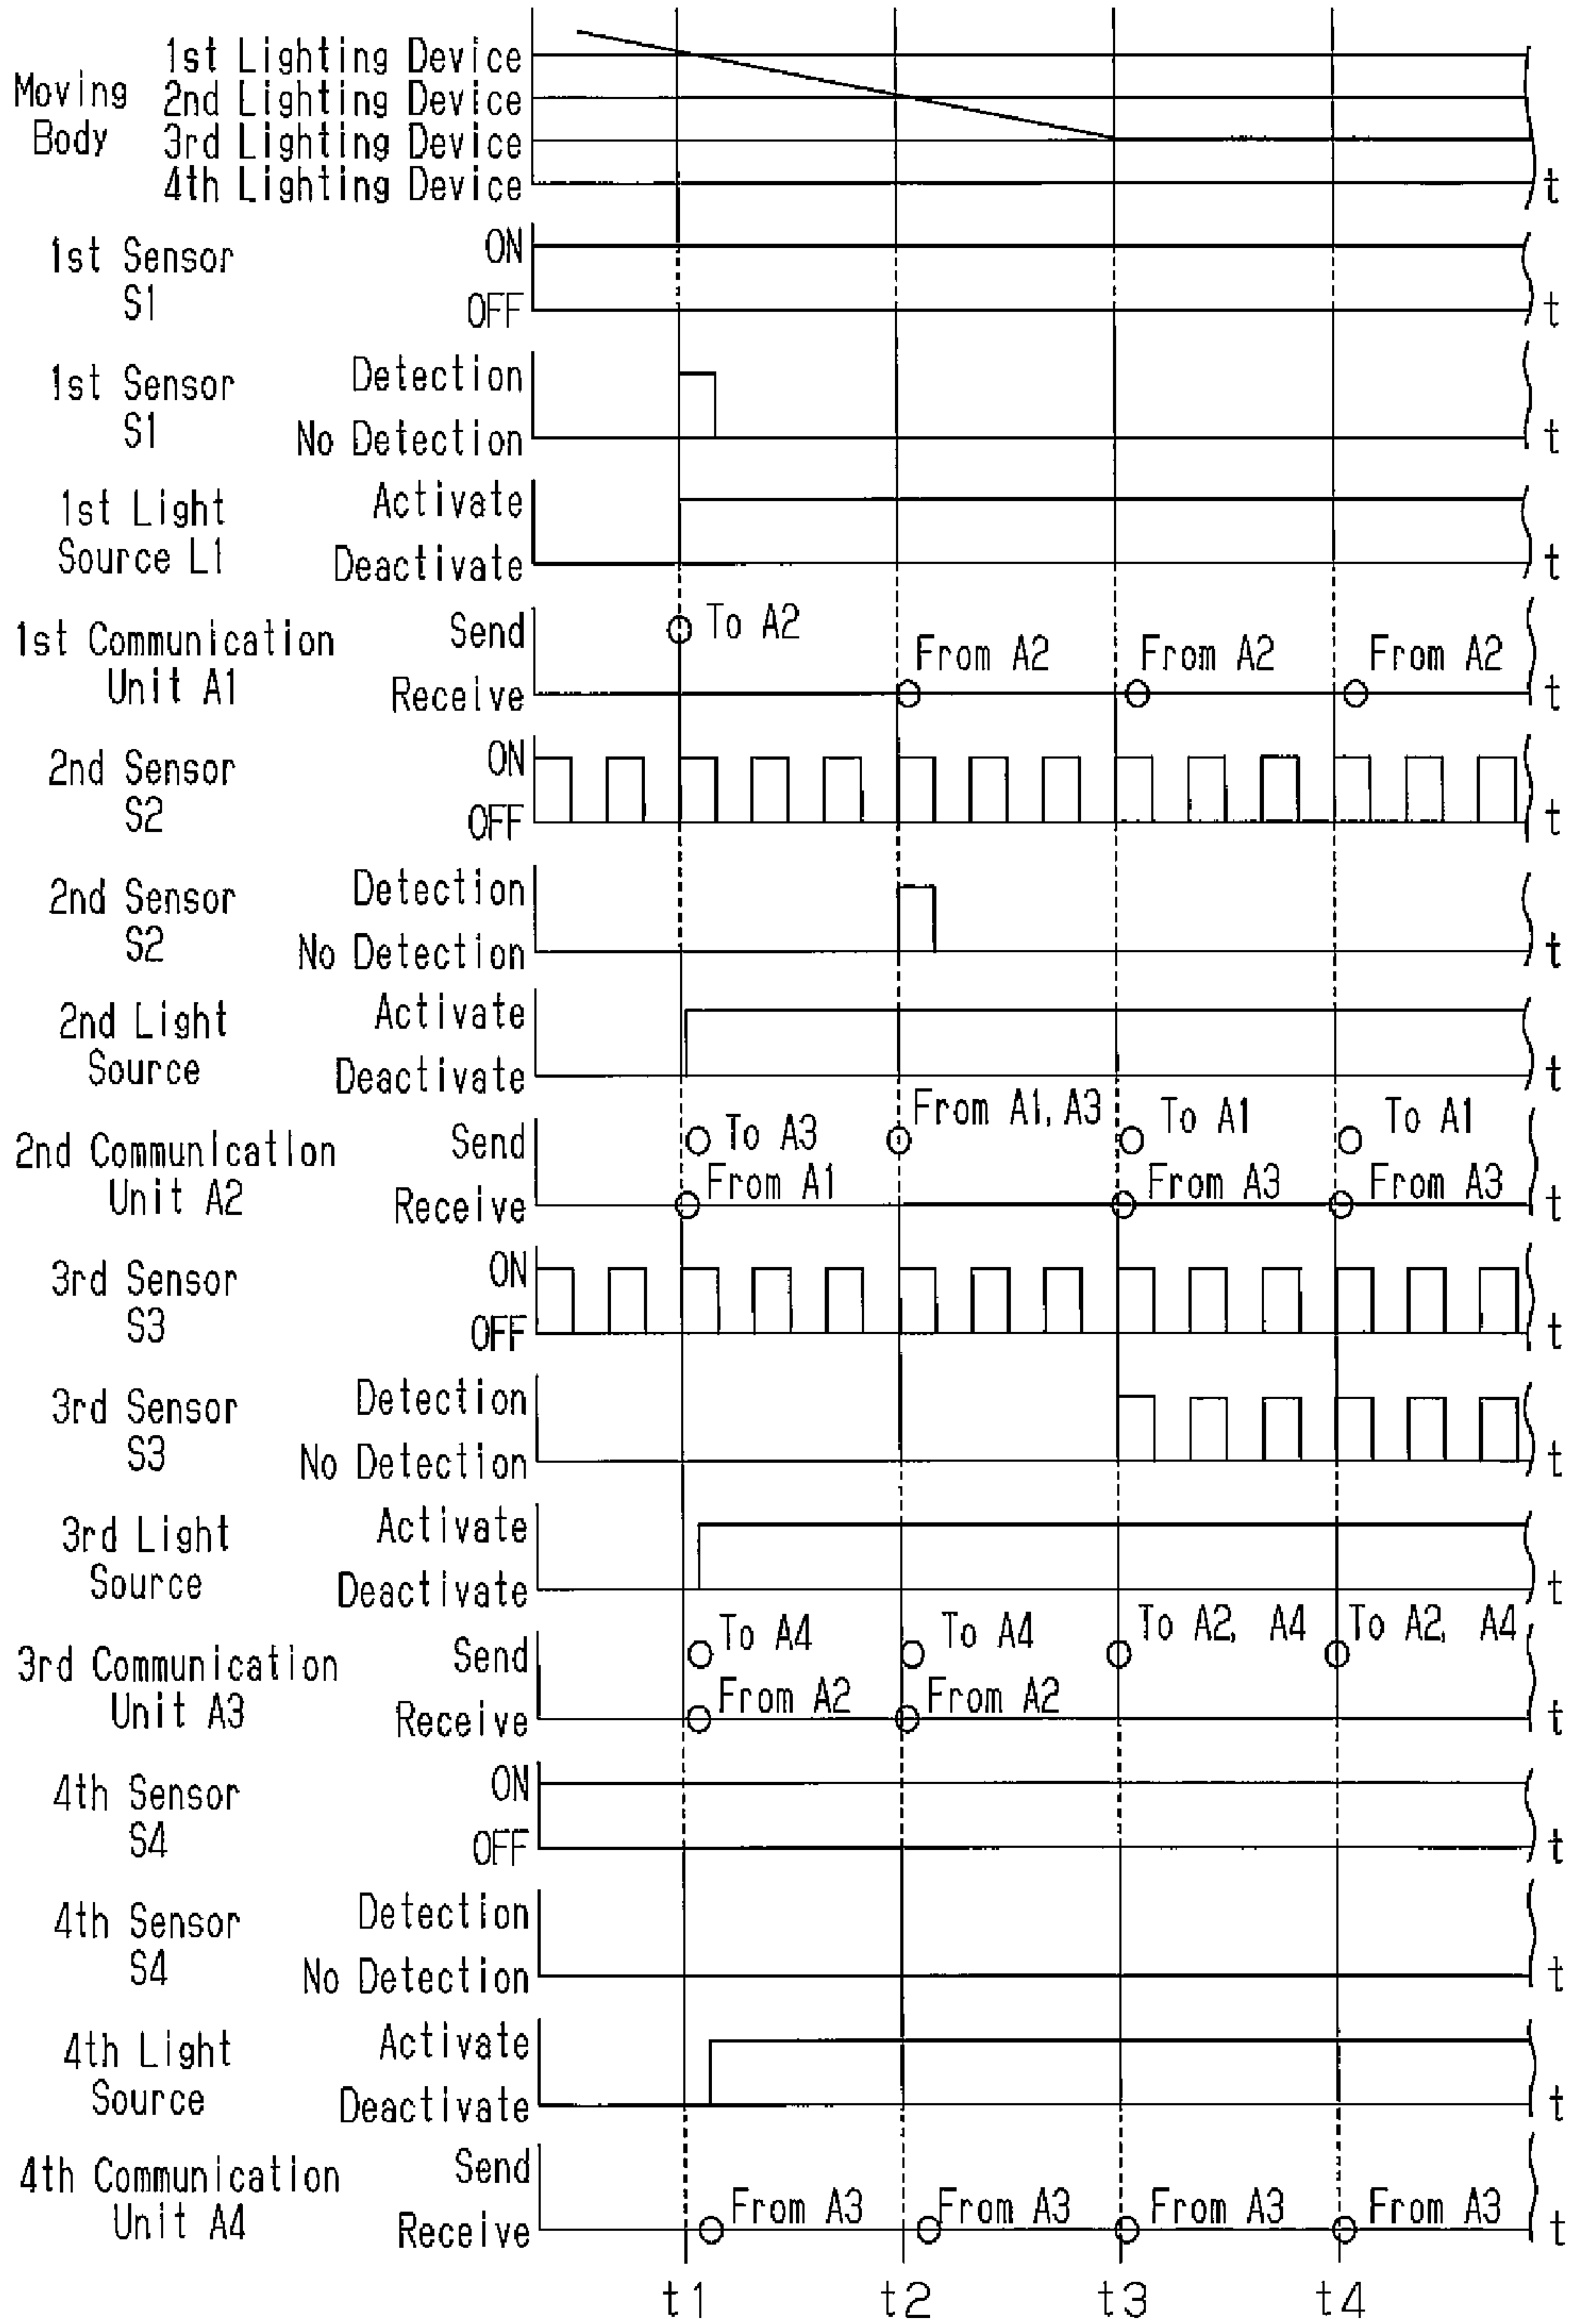 Moving
Body
1st Lighting Device
2nd Lighting Device
3rd Lighting Device
4th Lighting Device
t
1st Sensor
S1
ON
OFF
t
1st Sensor
S1
Detection
No Detection
t
1st Light
Source L1
Activate
Deactivate
t
1st Communication
Unit A1
Send
Receive
To A2
From A2
From A2
From A2
t
2nd Sensor
S2
ON
OFF
t
2nd Sensor
S2
Detection
No Detection
t
2nd Light
Source
Activate
Deactivate
t
2nd Communication
Unit A2
Send
Receive
To A3
From A1, A3
To A1
To A1
From A1
From A3
From A3
t
3rd Sensor
S3
ON
OFF
t
3rd Sensor
S3
Detection
No Detection
t
3rd Light
Source
Activate
Deactivate
t
3rd Communication
Unit A3
Send
Receive
To A4
To A4
To A2, A4
To A2, A4
From A2
From A2
t
4th Sensor
S4
ON
OFF
t
4th Sensor
S4
Detection
No Detection
t
4th Light
Source
Activate
Deactivate
t
4th Communication
Unit A4
Send
Receive
From A3
From A3
From A3
From A3
t
t1
t2
t3
t4